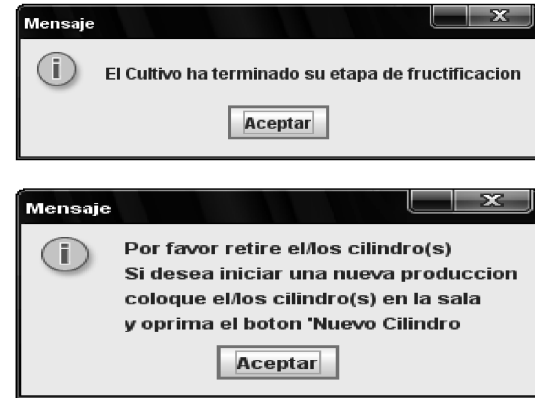 Mensaje
El Cultivo ha terminado su etapa de fructificacion
Aceptar
Mensaje
Por favor retire el/los cilindro(s)
Si desea iniciar una nueva produccion
coloque el/los cilindro(s) en la sala
y oprima el boton 'Nuevo Cilindro
Aceptar